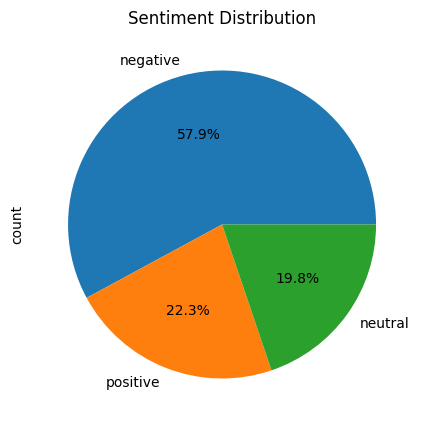 Sentiment Distribution
negative
57.9%
count
19.8%
22.3%
neutral
positive